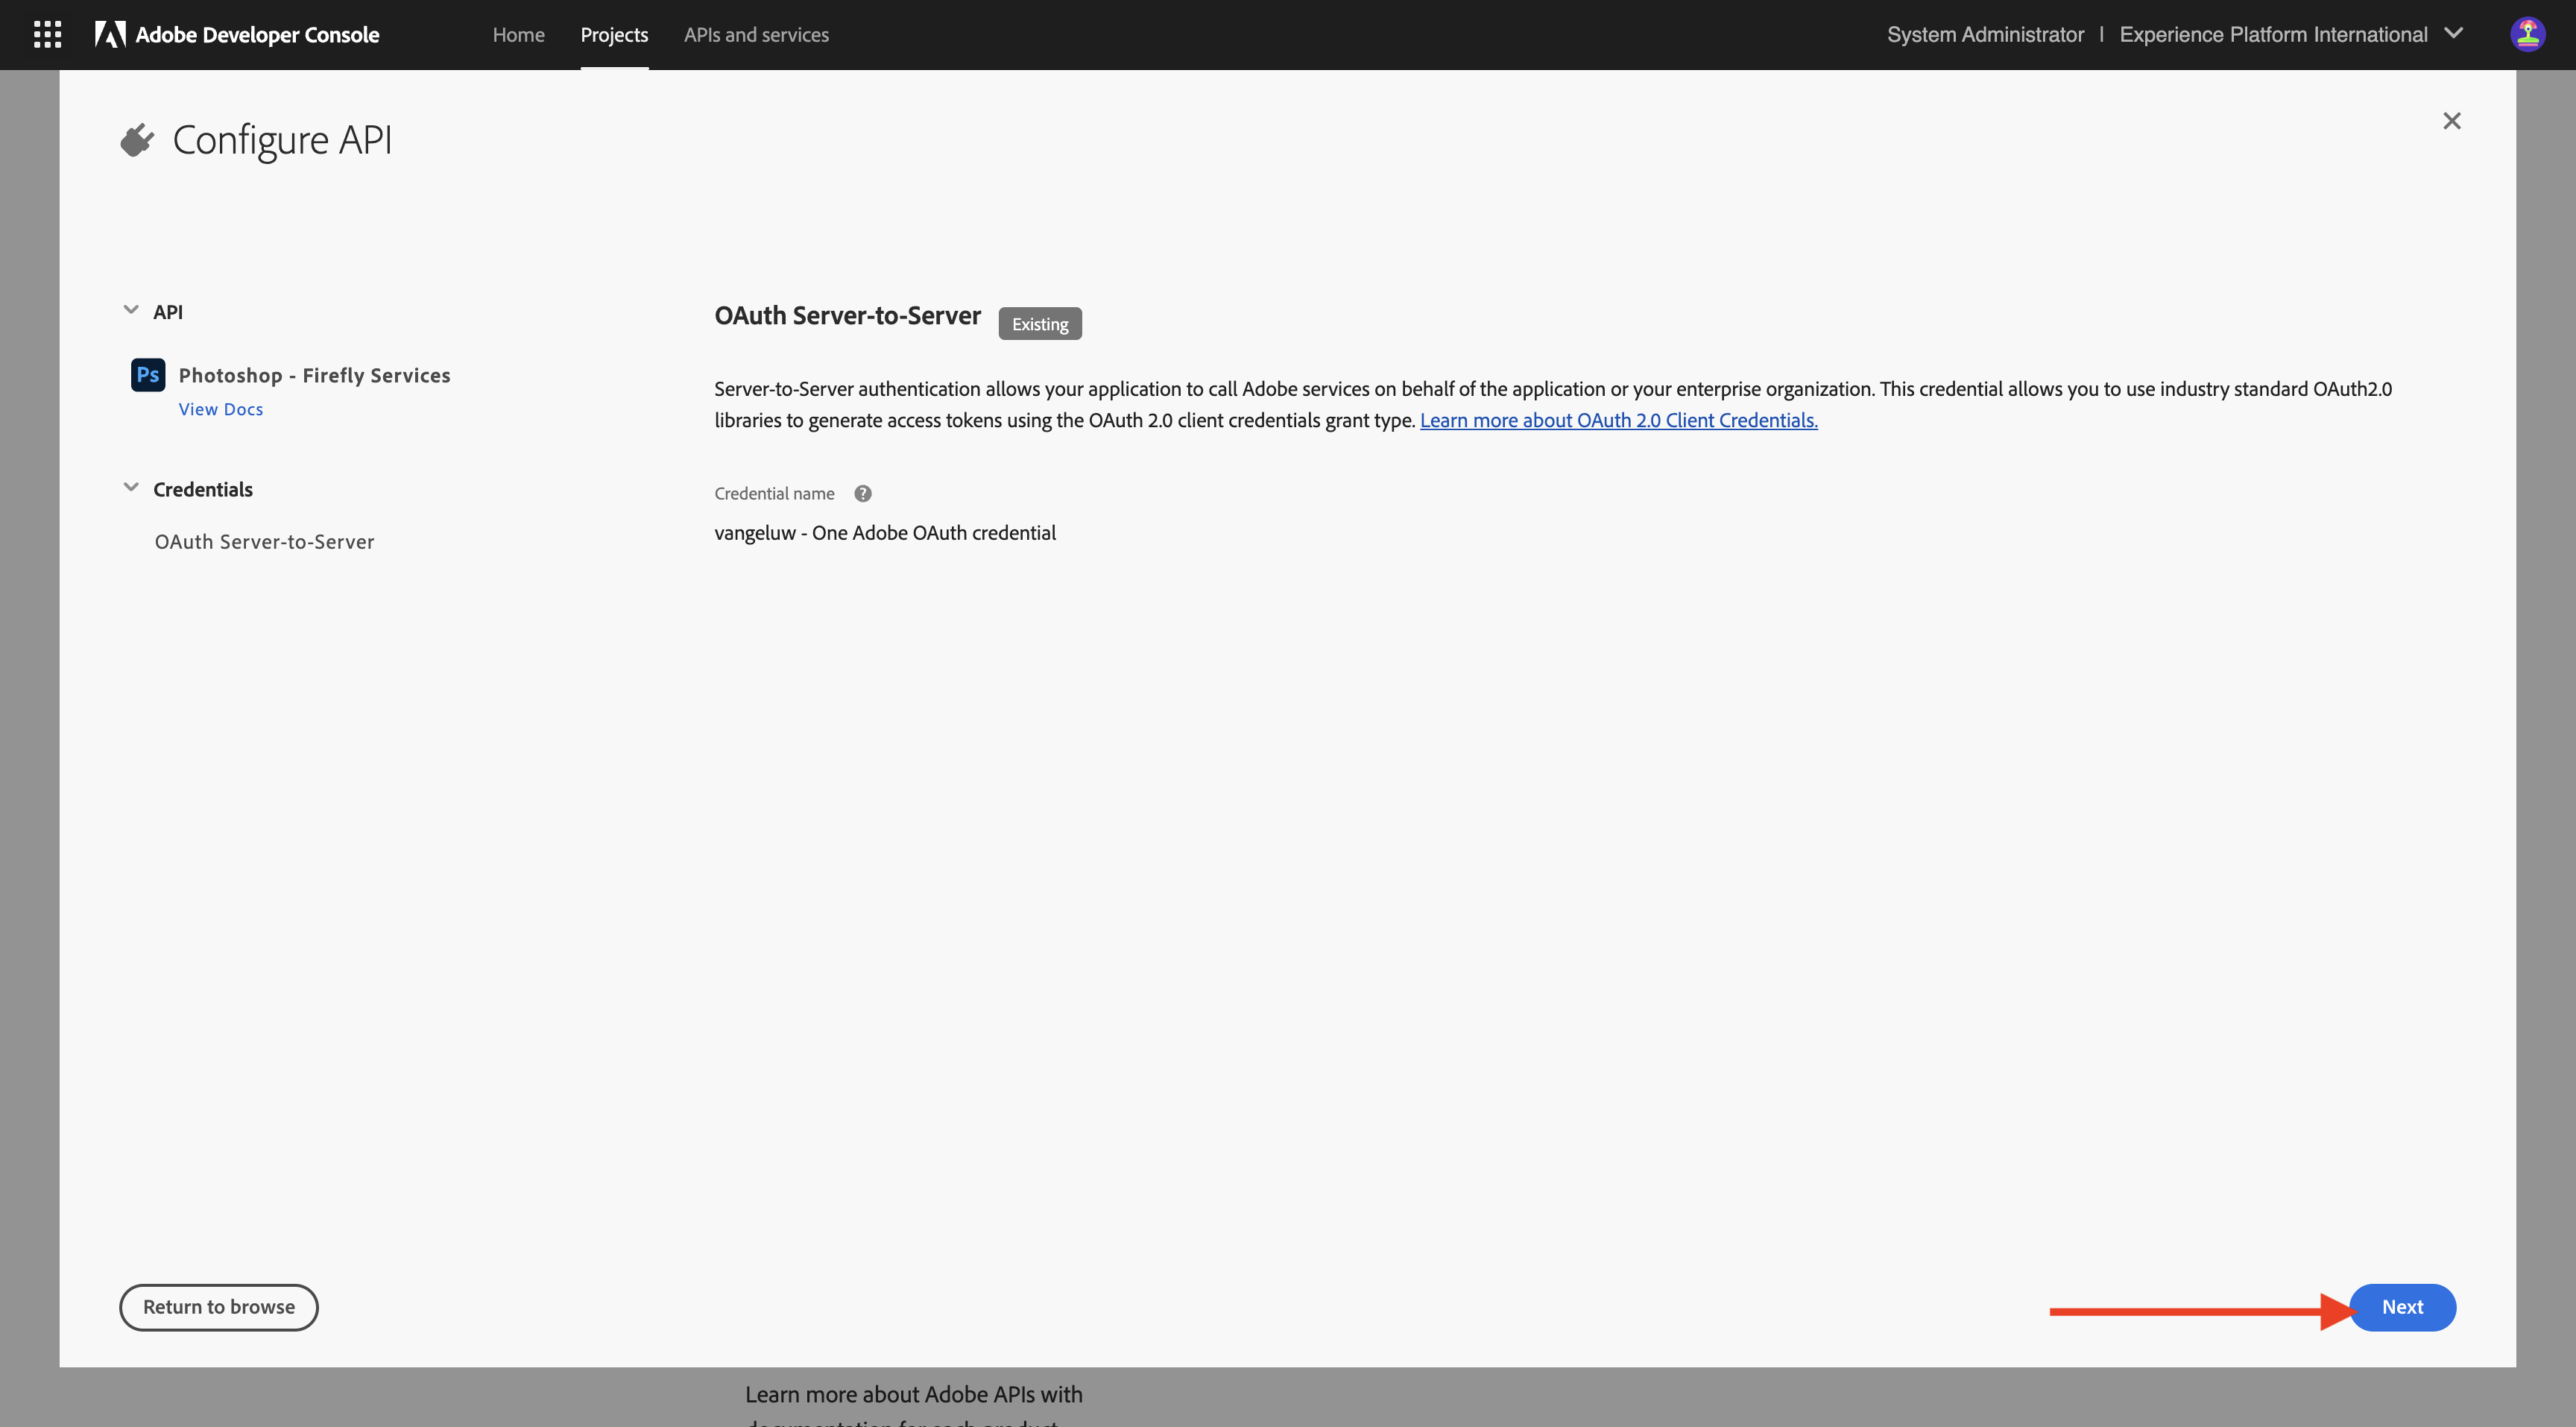 Adobe Developer Console
Home
Projects
APIs and services
System Administrator | Experience Platform International
Configure API
API
Ps
Photoshop - Firefly Services
View Docs
Credentials
OAuth Server-to-Server
OAuth Server-to-Server
Existing
Server-to-Server authentication allows your application to call Adobe services on behalf of the application or your enterprise organization. This credential allows you to use industry standard OAuth2.0
libraries to generate access tokens using the OAuth 2.0 client credentials grant type. Learn more about OAuth 2.0 Client Credentials.
Credential name ?
vangeluw - One Adobe OAuth credential
Return to browse
Next
Learn more about Adobe APIs with
documentation for each product